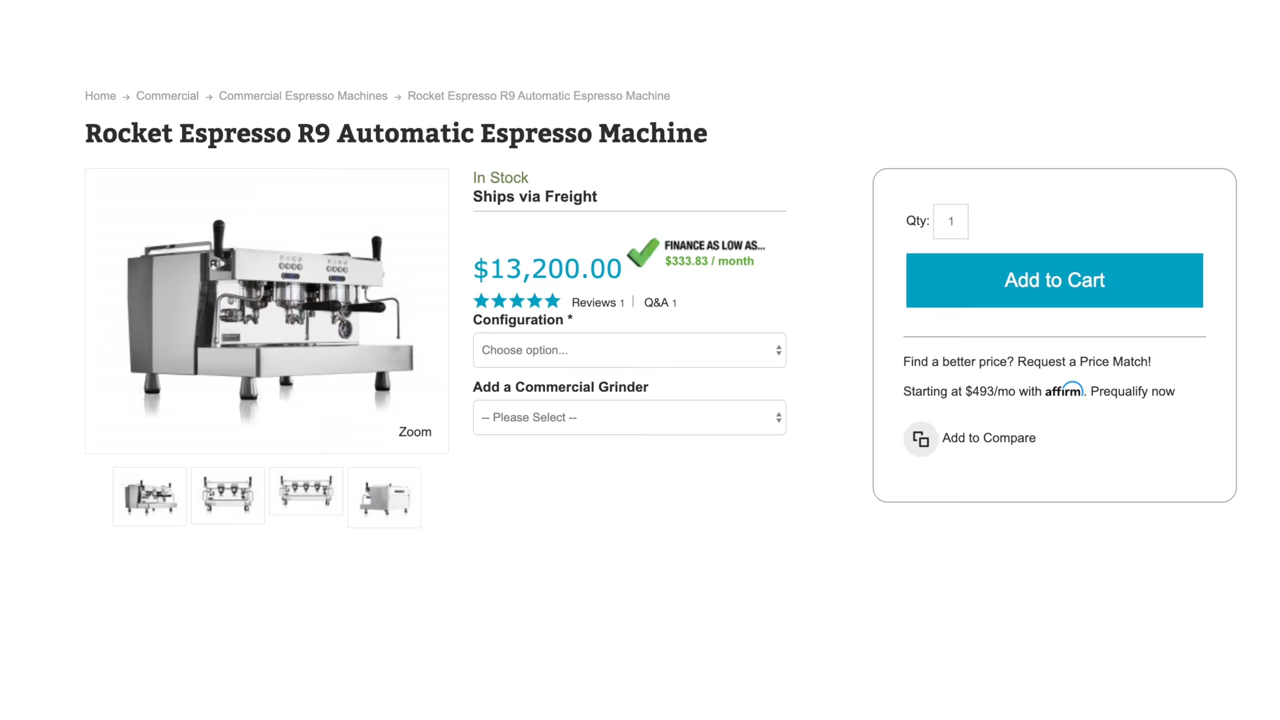 Home → Commercial → Commercial Espresso Machines → Rocket Espresso R9 Automatic Espresso Machine
Rocket Espresso R9 Automatic Espresso Machine
In Stock
Ships via Freight
$13,200.00
FINANCE AS LOW AS...
$333.83 / month
Reviews 1 | Q&A 1
Configuration *
Choose option...
Add a Commercial Grinder
-- Please Select --
Zoom
Qty: 1
Add to Cart
Find a better price? Request a Price Match!
Starting at $493/mo with affirm. Prequalify now
Add to Compare